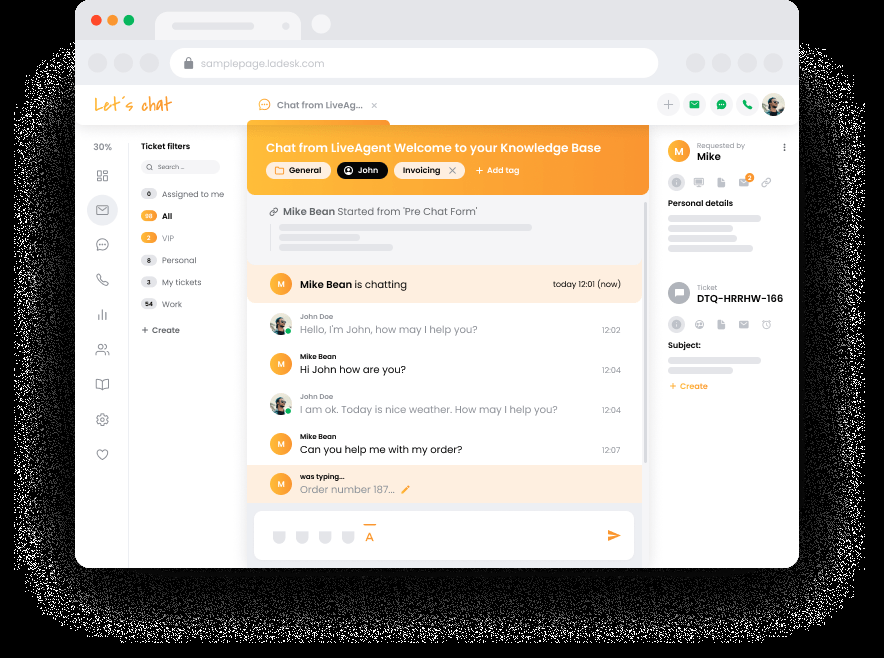 samplepage.ladesk.com
Let's chat
Chat from LiveAg...
30%
Ticket filters
Search ...
0 Assigned to me
All
2 VIP
8 Personal
3 My tickets
54 Work
+ Create
Chat from LiveAgent Welcome to your Knowledge Base
General John Invoicing + Add tag
Mike Bean Started from 'Pre Chat Form'
M Mike Bean is chatting today 12:01 (now)
John Doe
Hello, I'm John, how may I help you? 12:02
Mike Bean
M Hi John how are you? 12:04
John Doe
I am ok. Today is nice weather. How may I help you? 12:04
Mike Bean
M Can you help me with my order? 12:07
was typing...
M Order number 187...
A
Requested by
M Mike
2
Personal details
Ticket
DTQ-HRRHW-166
Subject:
+ Create